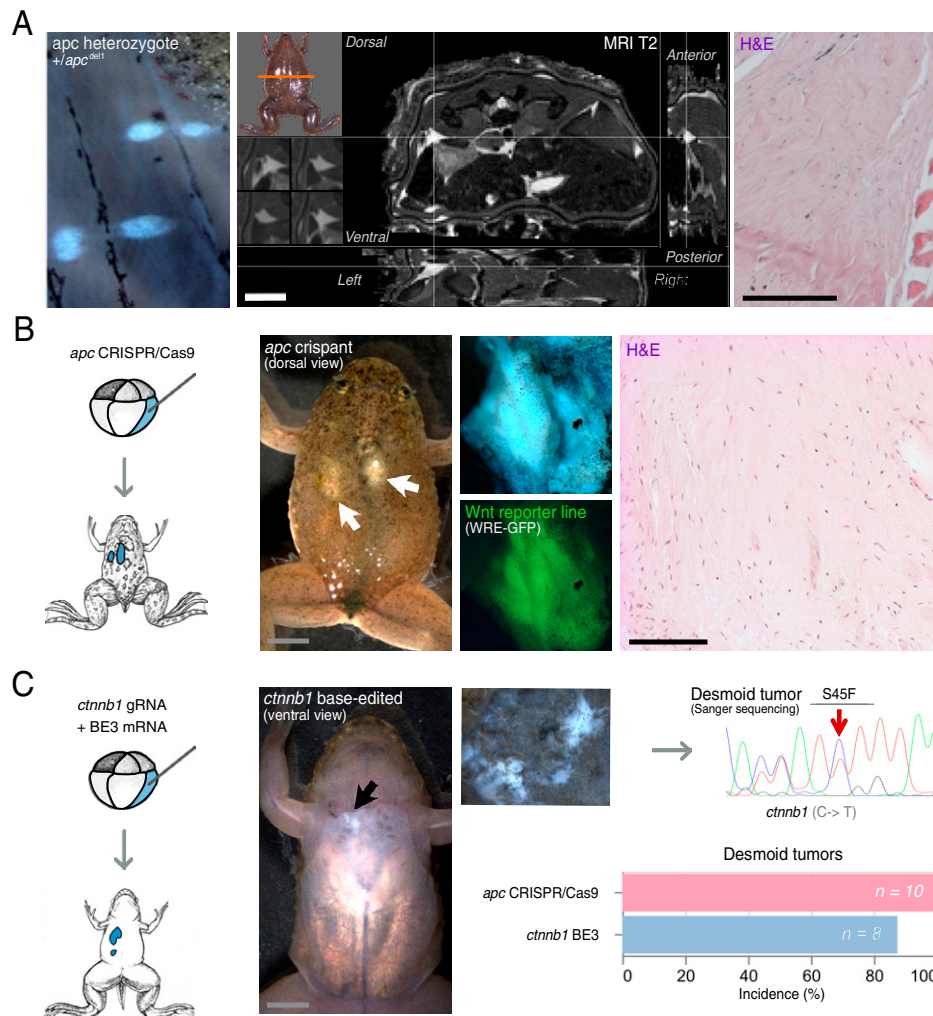 A
apc heterozygote
+/apc^del1
Dorsal
MRI T2
Anterior
Ventral
Posterior
Left
Right
H&E
B
apc CRISPR/Cas9
apc crispant
(dorsal view)
Wnt reporter line
(WRE-GFP)
H&E
C
ctnnb1 gRNA
+ BE3 mRNA
ctnnb1 base-edited
(ventral view)
Desmoid tumor
(Sanger sequencing)
S45F
ctnnb1 (C-> T)
Desmoid tumors
apc CRISPR/Cas9
n = 10
ctnnb1 BE3
n = 8
0 20 40 60 80 100
Incidence (%)